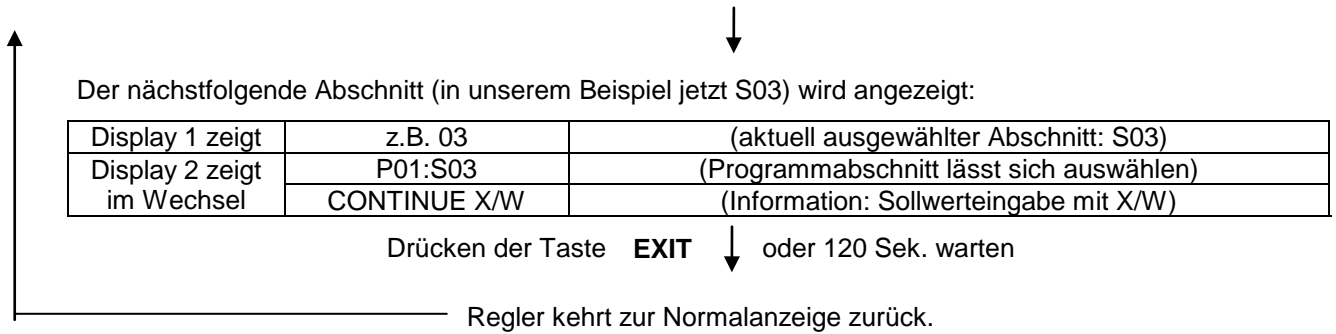 Der nächstfolgende Abschnitt (in unserem Beispiel jetzt S03) wird angezeigt:
Display 1 zeigt z.B. 03 (aktuell ausgewählter Abschnitt: S03)
Display 2 zeigt im Wechsel P01:S03 (Programmabschnitt lässt sich auswählen)
CONTINUE X/W (Information: Sollwerteingabe mit X/W)
Drücken der Taste EXIT oder 120 Sek. warten
Regler kehrt zur Normalanzeige zurück.